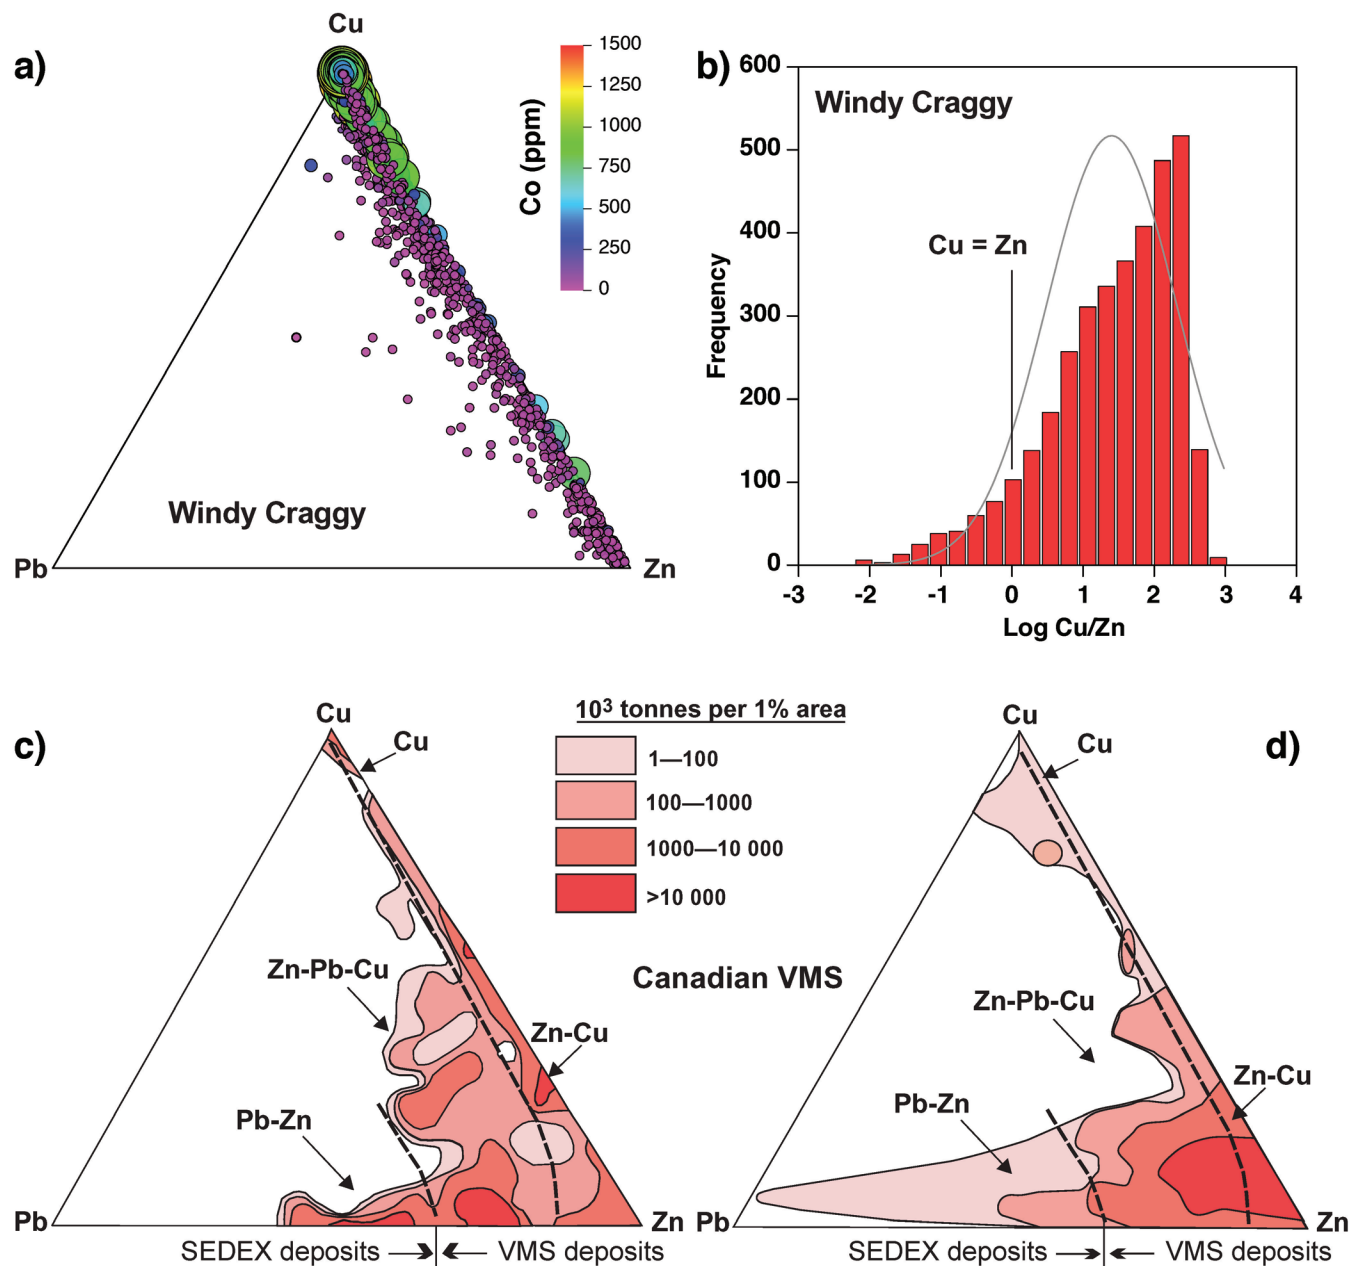 a)
Cu
Co (ppm)
1500
1250
1000
750
500
250
0
Windy Craggy
Pb
Zn
b)
600
500
400
300
200
100
0
Frequency
Windy Craggy
Cu = Zn
-3 -2 -1 0 1 2 3 4
Log Cu/Zn
c)
Cu
Cu
Zn-Pb-Cu
Zn-Cu
Pb-Zn
Pb
Zn
SEDEX deposits
VMS deposits
10³ tonnes per 1% area
1—100
100—1000
1000—10 000
>10 000
Canadian VMS
d)
Cu
Cu
Zn-Pb-Cu
Zn-Cu
Pb-Zn
Pb
Zn
SEDEX deposits
VMS deposits